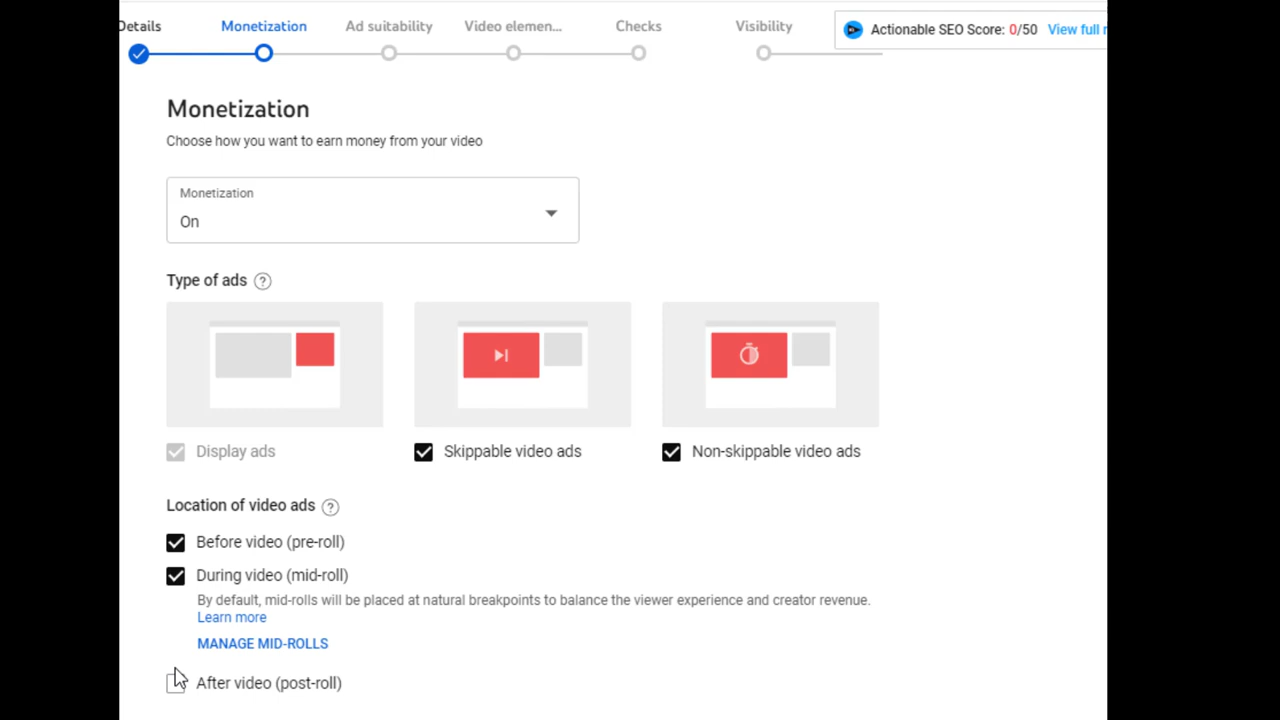 Details
Monetization
Ad suitability
Video elemen...
Checks
Visibility
Actionable SEO Score: 0/50 View full
Monetization
Choose how you want to earn money from your video
Monetization
On
Type of ads
Display ads
Skippable video ads
Non-skippable video ads
Location of video ads
Before video (pre-roll)
During video (mid-roll)
By default, mid-rolls will be placed at natural breakpoints to balance the viewer experience and creator revenue.
Learn more
MANAGE MID-ROLLS
After video (post-roll)